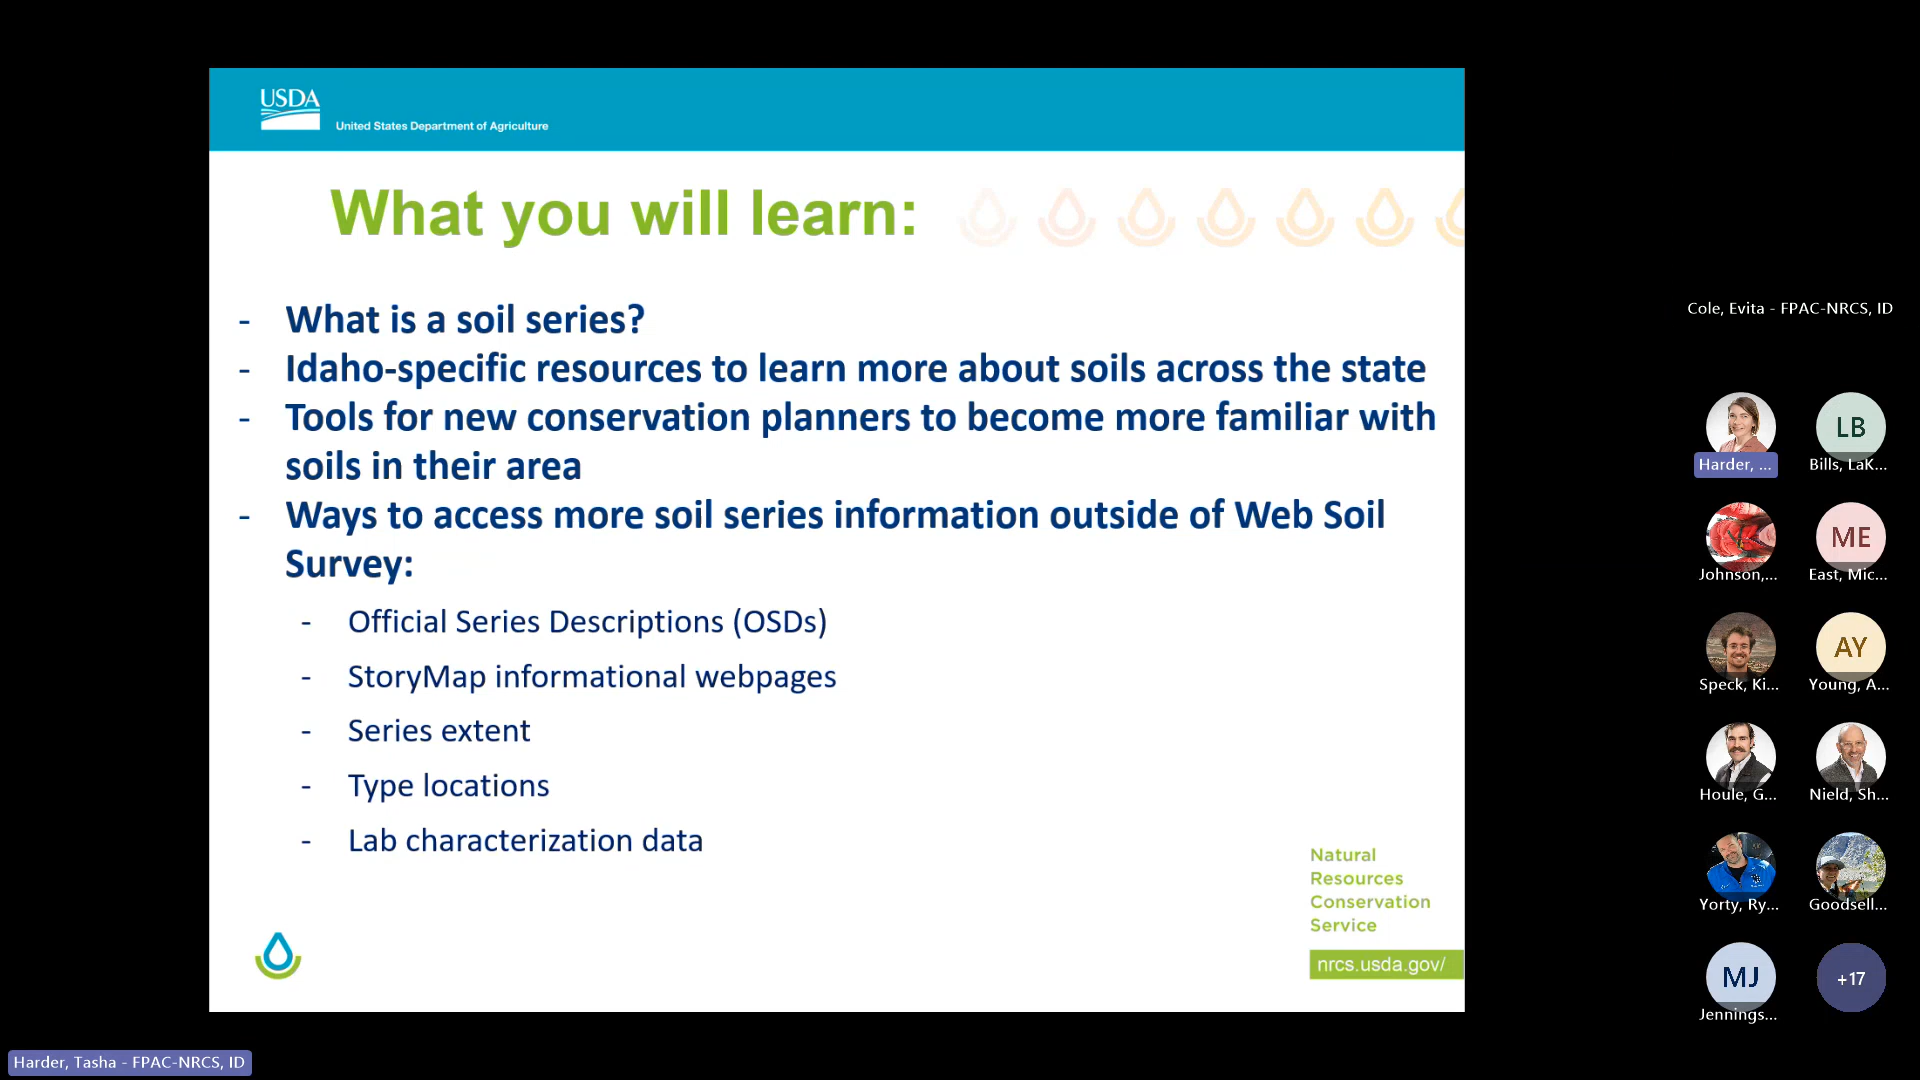 USDA
United States Department of Agriculture
What you will learn:
- What is a soil series?
- Idaho-specific resources to learn more about soils across the state
- Tools for new conservation planners to become more familiar with
soils in their area
- Ways to access more soil series information outside of Web Soil
Survey:
- Official Series Descriptions (OSDs)
- StoryMap informational webpages
- Series extent
- Type locations
- Lab characterization data
Natural
Resources
Conservation
Service
nrcs.usda.gov/
Cole, Evita - FPAC-NRCS, ID
Harder, ...
LB
Bills, LaK...
Johnson,...
ME
East, Mic...
Speck, Ki...
AY
Young, A...
Houle, G...
Nield, Sh...
Yorty, Ry...
Goodsell...
MJ
Jennings...
+17
Harder, Tasha - FPAC-NRCS, ID